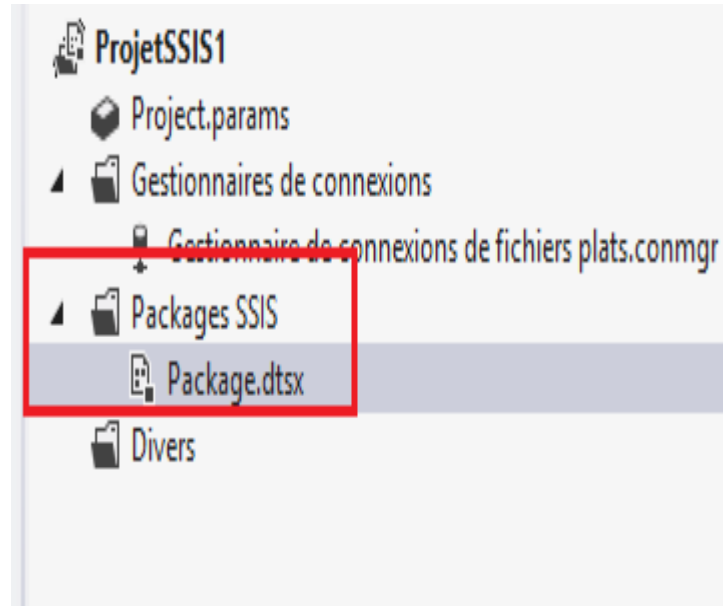 ProjetSSIS1
Project.params
Gestionnaires de connexions
Gestionnaire de connexions de fichiers plats.conmgr
Packages SSIS
Package.dtsx
Divers